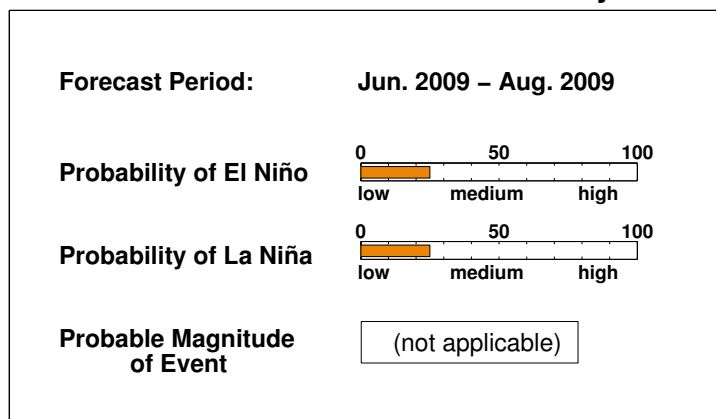 Forecast Period: Jun. 2009 – Aug. 2009
0 50 100
Probability of El Niño
low medium high
0 50 100
Probability of La Niña
low medium high
Probable Magnitude
of Event
(not applicable)